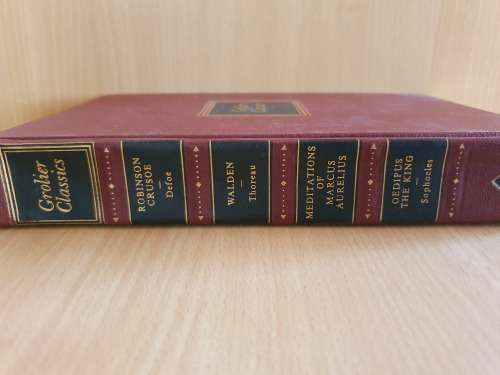 Grolier
Classics
ROBINSON
CRUSOE
Defoe
WALDEN
Thoreau
MEDITATIONS
OF
MARCUS
AURELIUS
OEDIPUS
THE KING
Sophocles